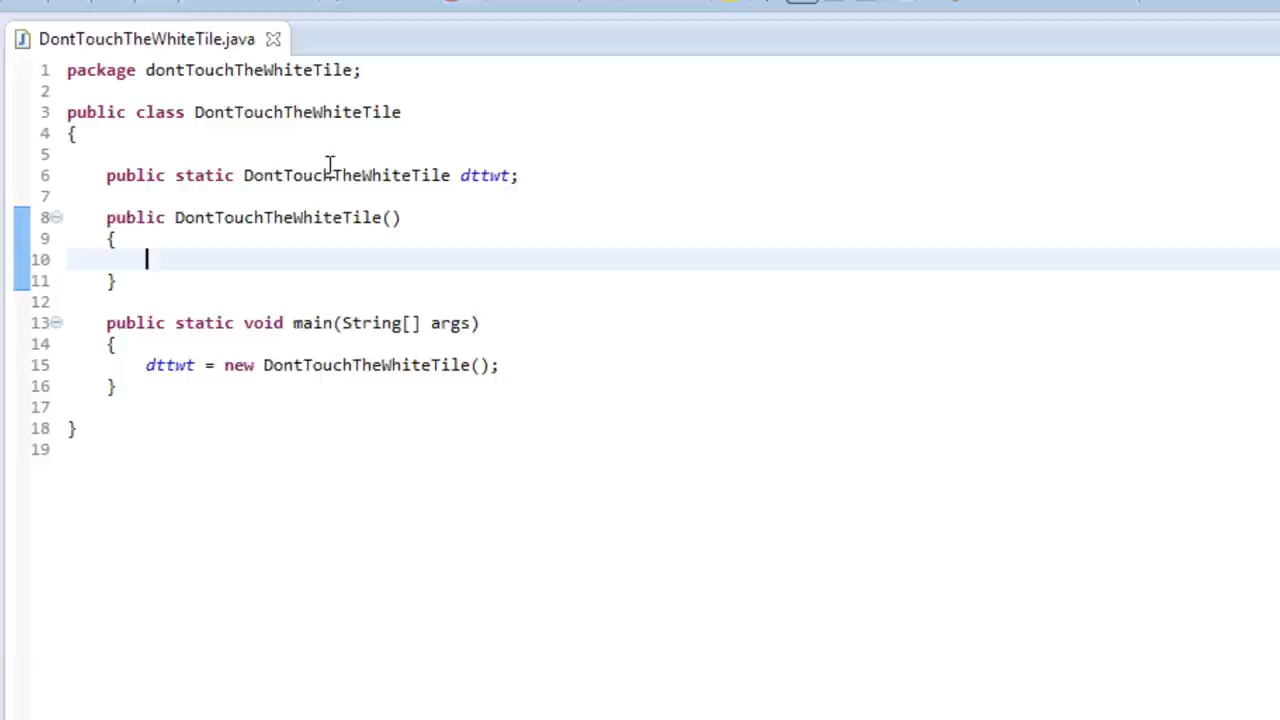 DontTouchTheWhiteTile.java
1 package dontTouchTheWhiteTile;
2
3 public class DontTouchTheWhiteTile
4 {
5
6 public static DontTouchTheWhiteTile dttwt;
7
8 public DontTouchTheWhiteTile()
9 {
10
11 }
12
13 public static void main(String[] args)
14 {
15 dttwt = new DontTouchTheWhiteTile();
16 }
17
18 }
19